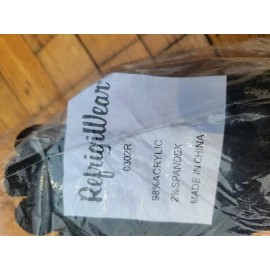 RefrigiWear
0302R
98%ACRYLIC
2%SPANDEX
MADE IN CHINA